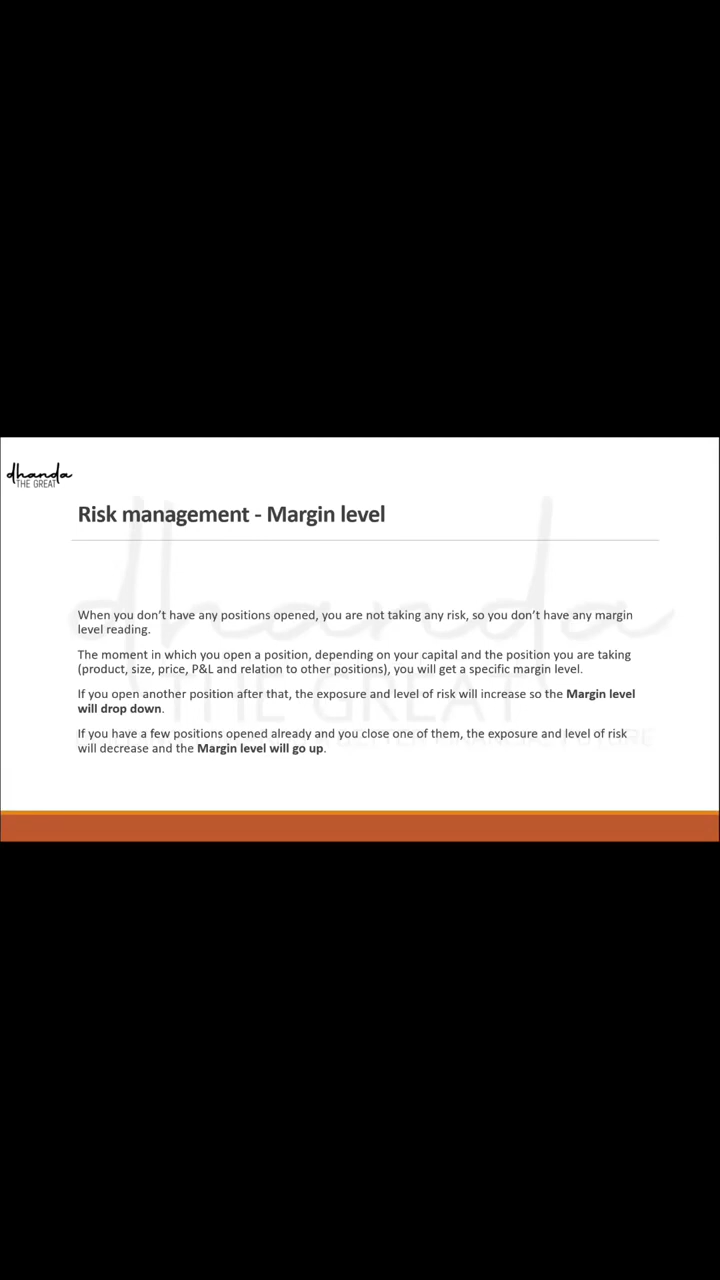 dhanda
THE GREAT
Risk management - Margin level
When you don’t have any positions opened, you are not taking any risk, so you don’t have any margin
level reading.
The moment in which you open a position, depending on your capital and the position you are taking
(product, size, price, P&L and relation to other positions), you will get a specific margin level.
If you open another position after that, the exposure and level of risk will increase so the Margin level
will drop down.
If you have a few positions opened already and you close one of them, the exposure and level of risk
will decrease and the Margin level will go up.
dhanda
THE GREAT